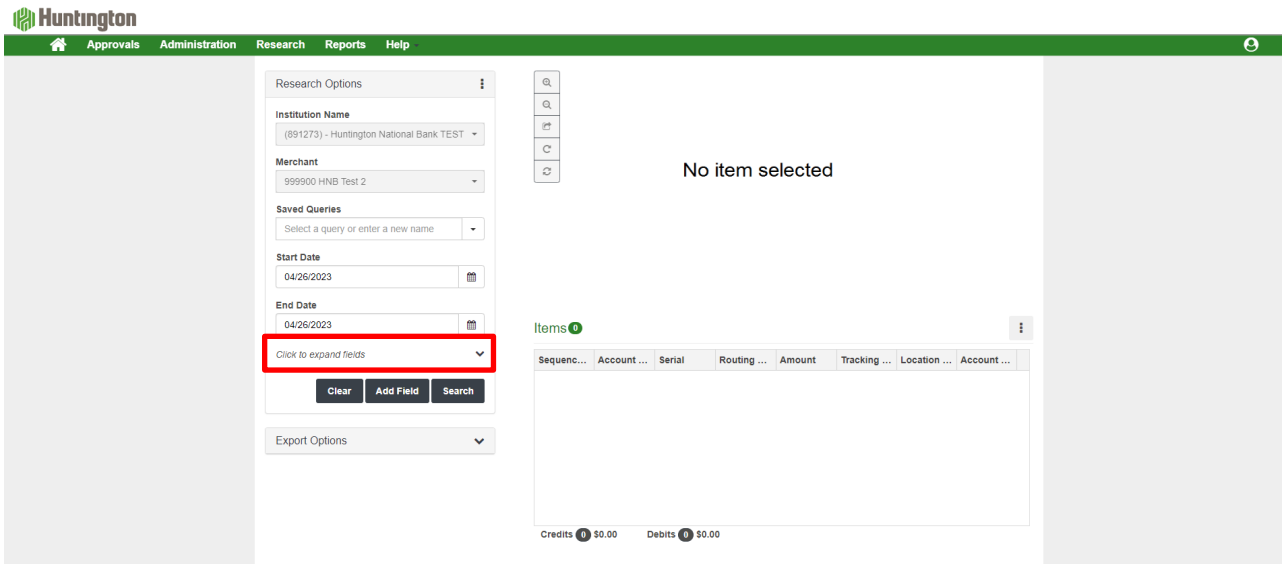 Huntington
Approvals Administration Research Reports Help
Research Options
Institution Name
(891273) - Huntington National Bank TEST
Merchant
999900 HNB Test 2
Saved Queries
Select a query or enter a new name
Start Date
04/26/2023
End Date
04/26/2023
Click to expand fields
Clear Add Field Search
Export Options
No item selected
Items 0
Sequenc... Account ... Serial Routing ... Amount Tracking ... Location ... Account ...
Credits 0 $0.00 Debits 0 $0.00